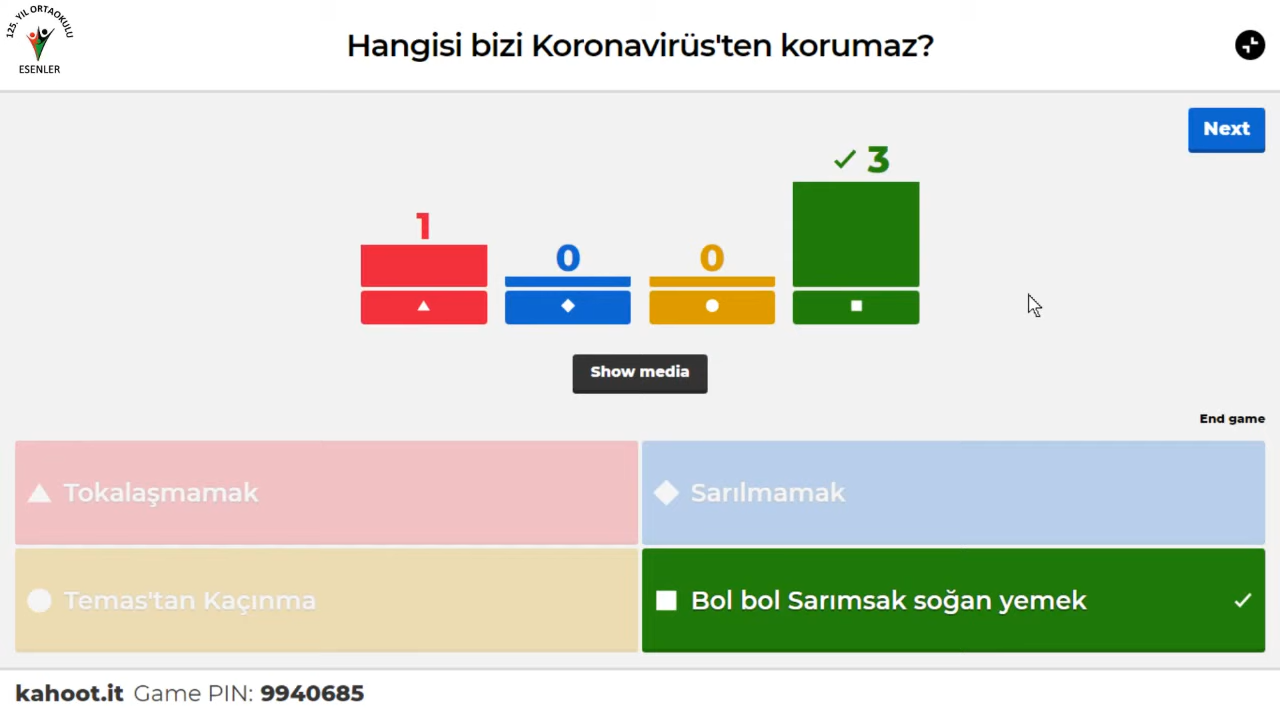 125. YIL ORTAOKULU
ESENLER
Hangisi bizi Koronavirüs'ten korumaz?
Next
1
0
0
3
Show media
End game
Tokalaşmamak
Sarılmamak
Temas'tan Kaçınma
Bol bol Sarımsak soğan yemek
kahoot.it Game PIN: 9940685